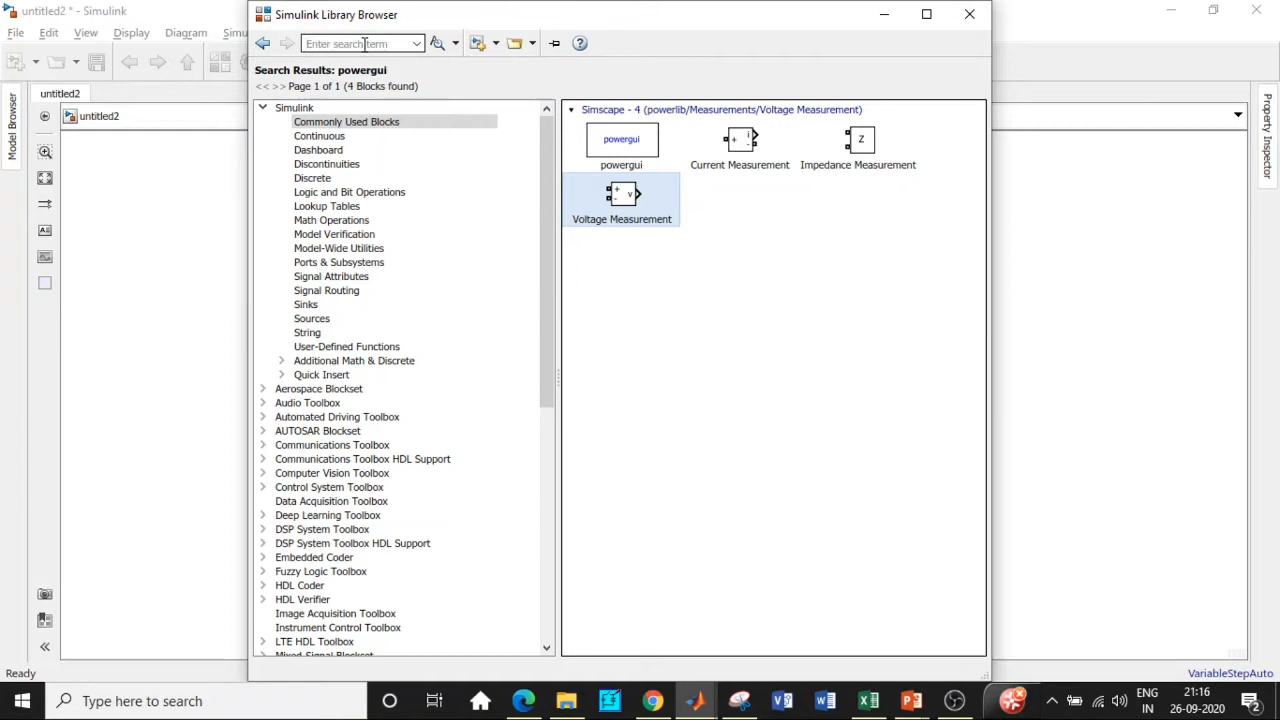 untitled2 * - Simulink
File Edit View Display Diagram Simu
Simulink Library Browser
Enter search term
Search Results: powergui
<< >> Page 1 of 1 (4 Blocks found)
untitled2
untitled2
Model Browser
Property Inspector
Simulink
Commonly Used Blocks
Continuous
Dashboard
Discontinuities
Discrete
Logic and Bit Operations
Lookup Tables
Math Operations
Model Verification
Model-Wide Utilities
Ports & Subsystems
Signal Attributes
Signal Routing
Sinks
Sources
String
User-Defined Functions
Additional Math & Discrete
Quick Insert
Aerospace Blockset
Audio Toolbox
Automated Driving Toolbox
AUTOSAR Blockset
Communications Toolbox
Communications Toolbox HDL Support
Computer Vision Toolbox
Control System Toolbox
Data Acquisition Toolbox
Deep Learning Toolbox
DSP System Toolbox
DSP System Toolbox HDL Support
Embedded Coder
Fuzzy Logic Toolbox
HDL Coder
HDL Verifier
Image Acquisition Toolbox
Instrument Control Toolbox
LTE HDL Toolbox
Mixed-Signal Blockset
Simscape - 4 (powerlib/Measurements/Voltage Measurement)
powergui
powergui
i
+
-
Current Measurement
Z
Impedance Measurement
+
-
v
Voltage Measurement
Ready
VariableStepAuto
Type here to search
ENG
IN
21:16
26-09-2020
2